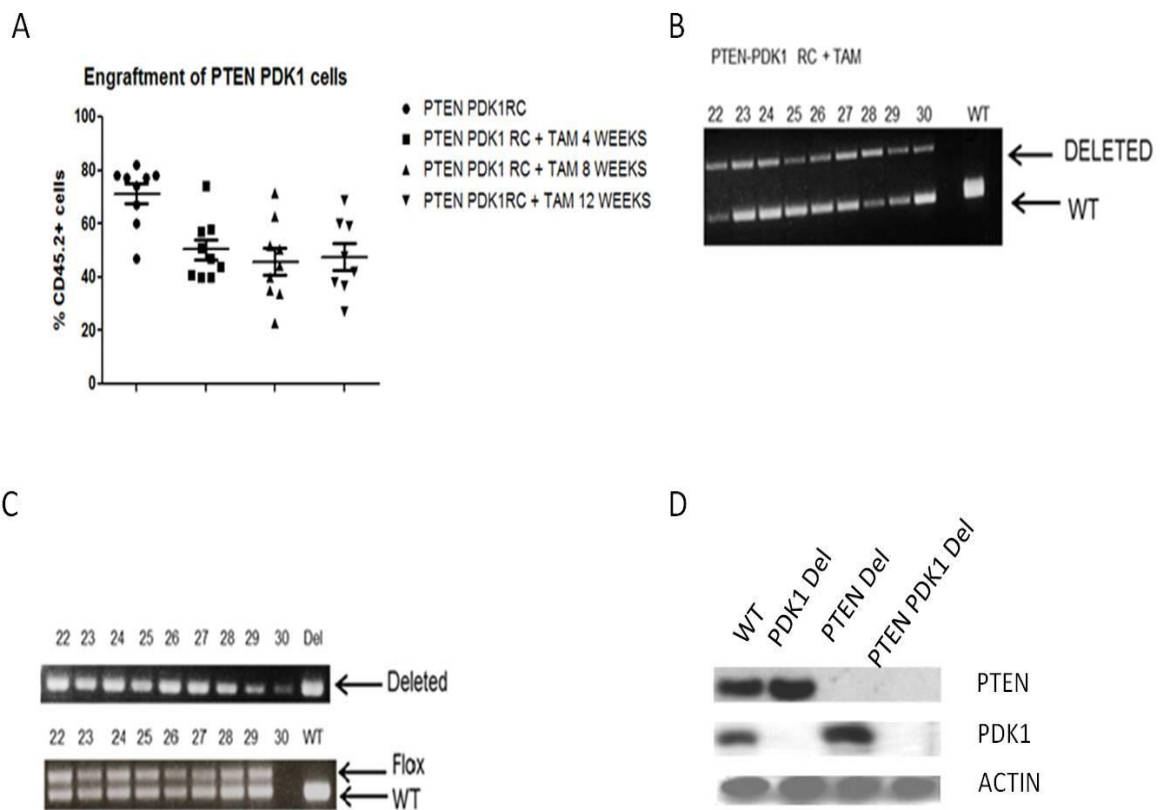 A
Engraftment of PTEN PDK1 cells
% CD45.2+ cells
100
80
60
40
20
0
PTEN PDK1RC
PTEN PDK1 RC + TAM 4 WEEKS
PTEN PDK1 RC + TAM 8 WEEKS
PTEN PDK1RC + TAM 12 WEEKS
B
PTEN-PDK1 RC + TAM
22 23 24 25 26 27 28 29 30 WT
DELETED
WT
C
22 23 24 25 26 27 28 29 30 Del
Deleted
22 23 24 25 26 27 28 29 30 WT
Flox
WT
D
WT PDK1 Del PTEN Del PTEN PDK1 Del
PTEN
PDK1
ACTIN